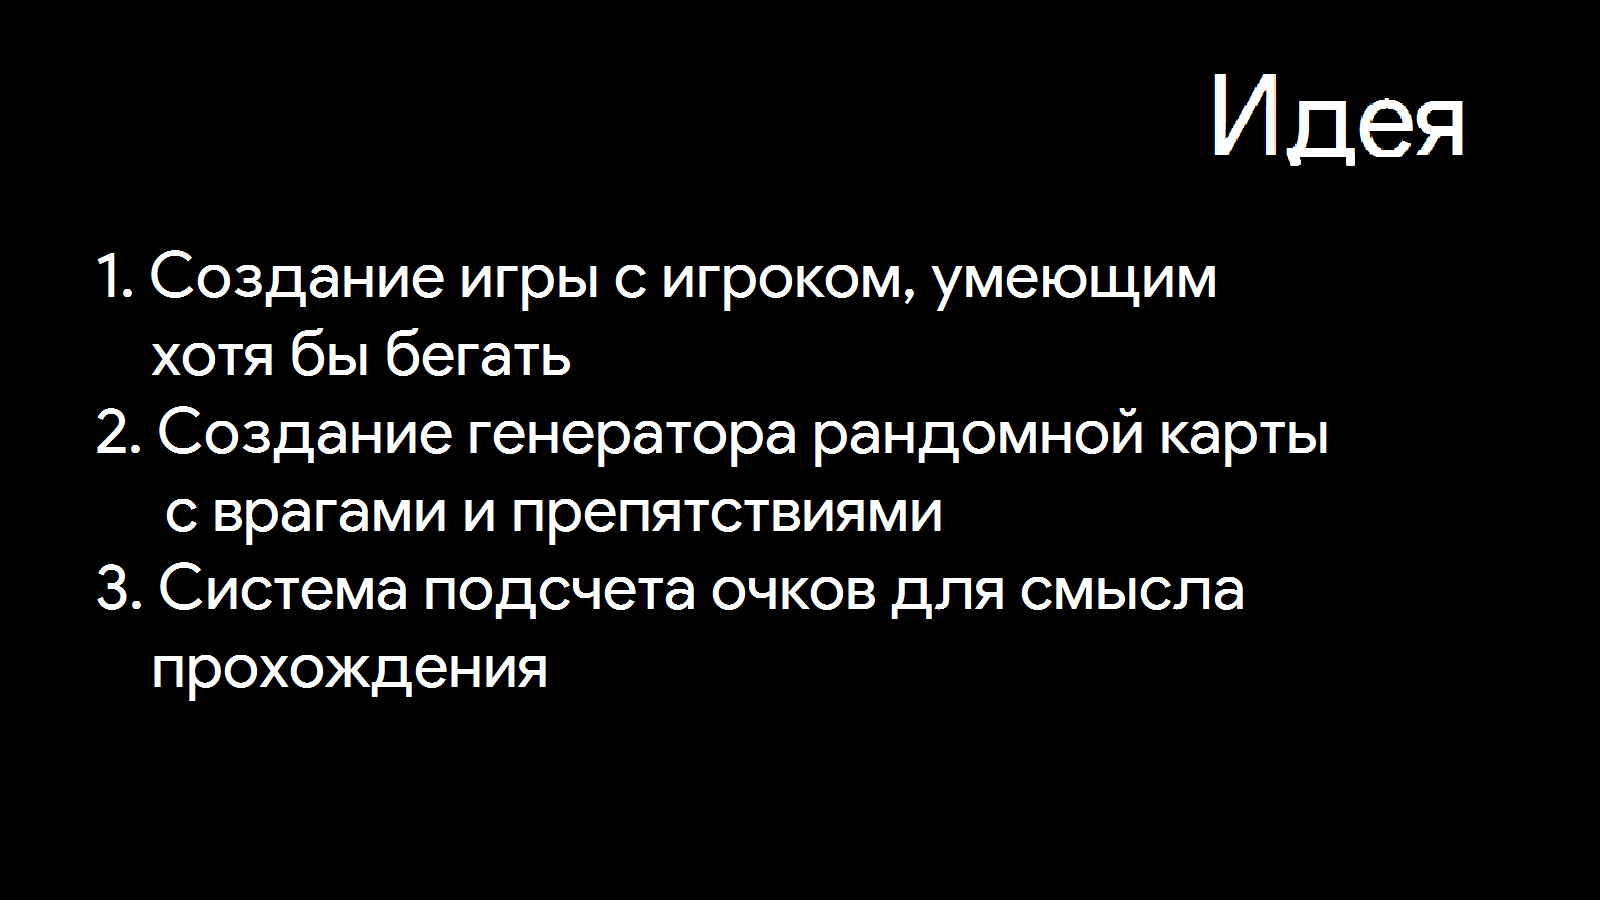 Идея
1. Создание игры с игроком, умеющим
хотя бы бегать
2. Создание генератора рандомной карты
с врагами и препятствиями
3. Система подсчета очков для смысла
прохождения